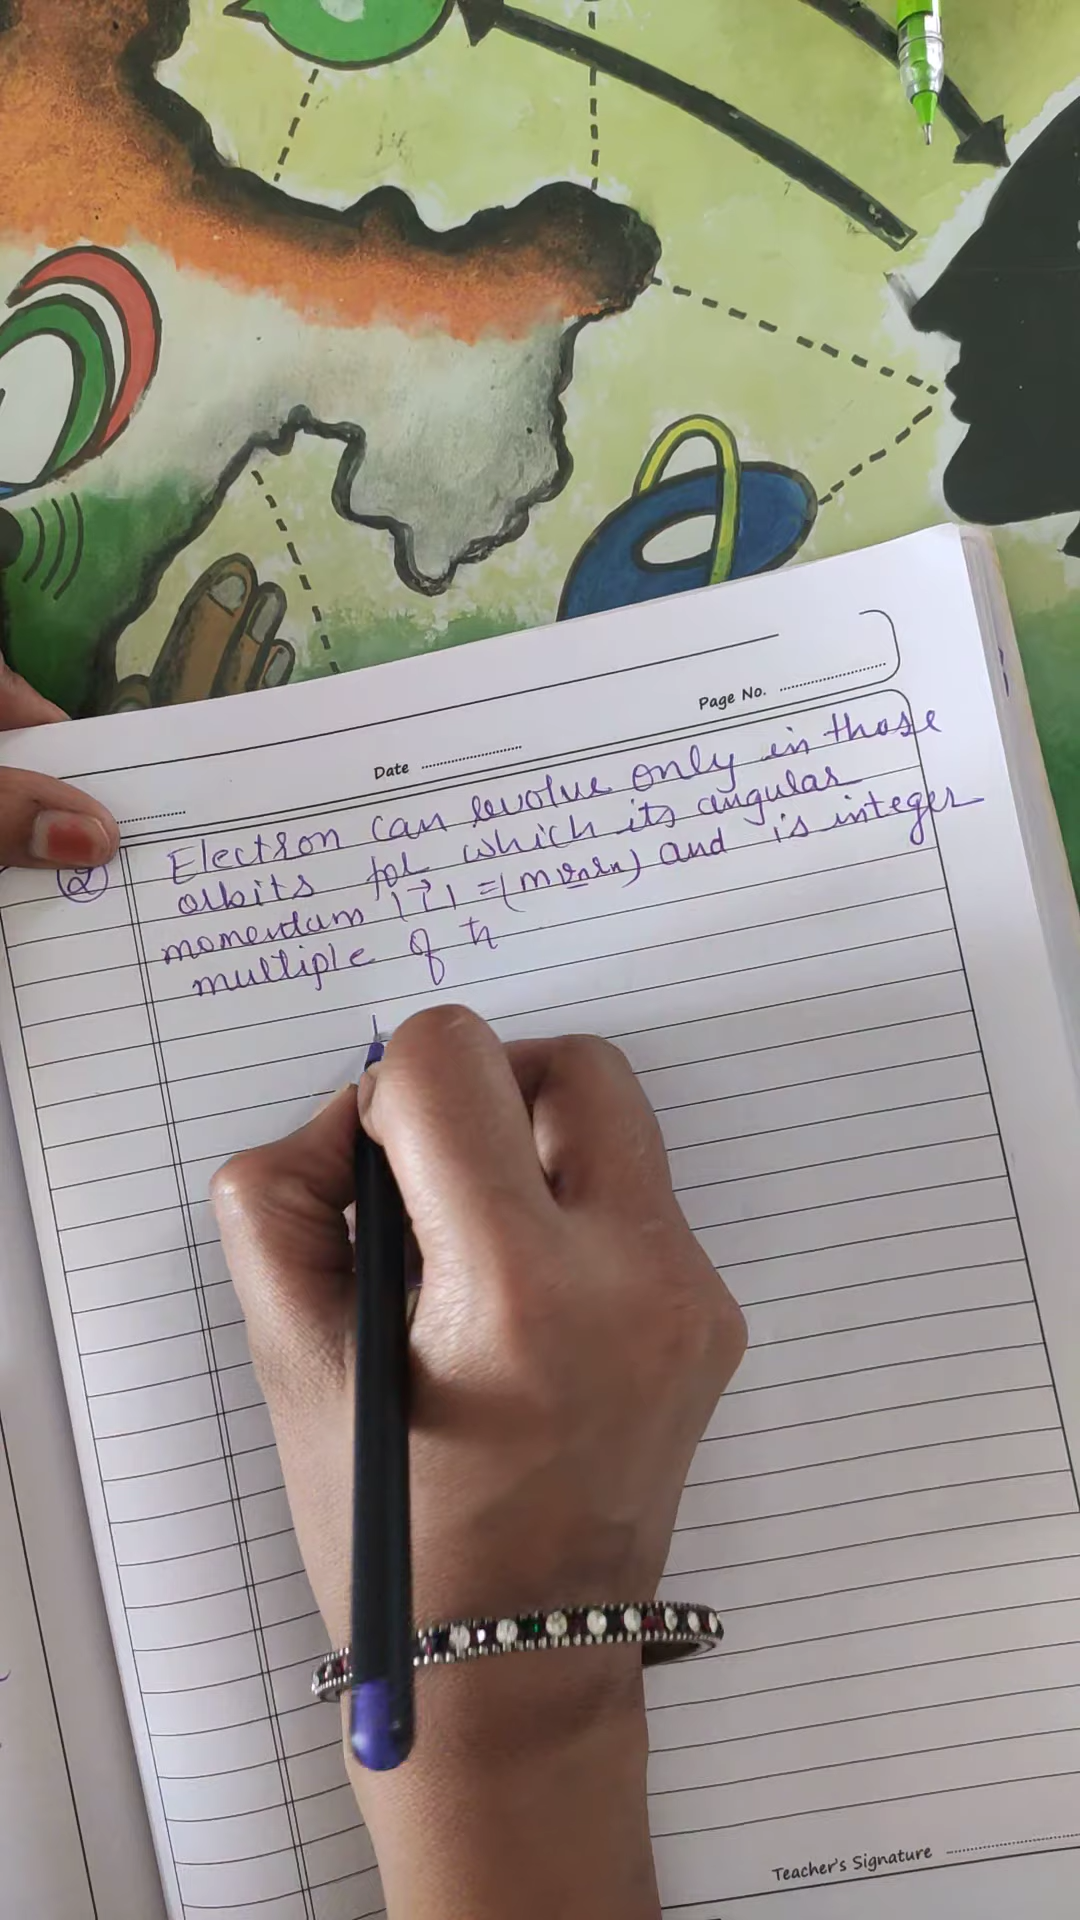 Page No.
Date
② Electron can revolve only in those
orbits for which its angular
momentum |l⃗| = (mvₙrₙ) and is integer
multiple of ℏ
Teacher's Signature